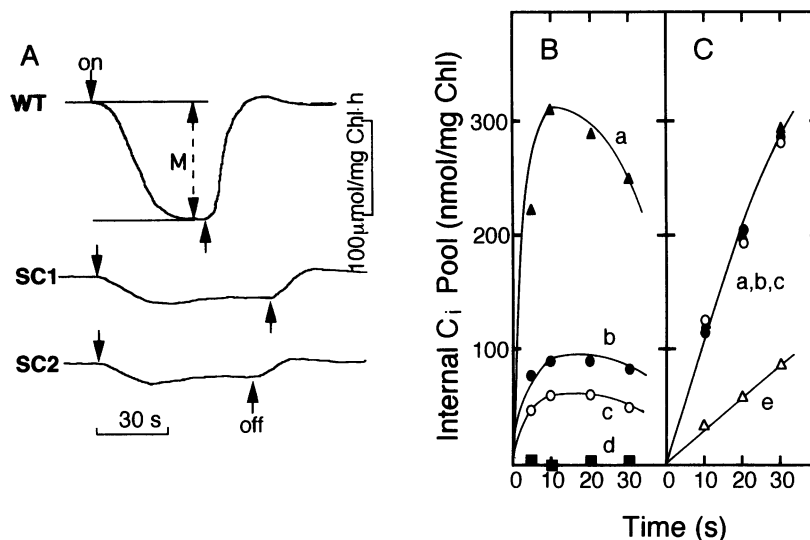 A
on
WT
M
100μmol/mg Chl·h
SC1
SC2
30 s
off
Internal Ci Pool (nmol/mg Chl)
B
C
300
200
100
a
b
c
d
a,b,c
e
0 10 20 30
0 10 20 30
Time (s)